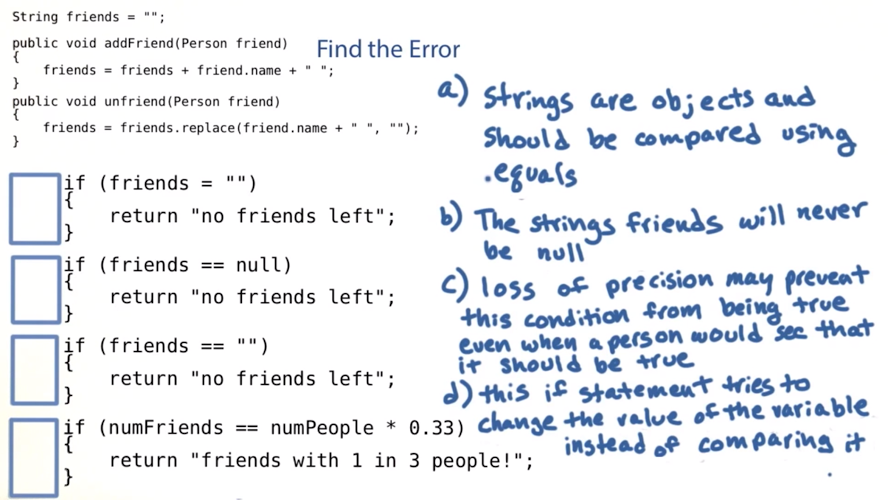 String friends = "";
public void addFriend(Person friend)
{
friends = friends + friend.name + " ";
}
public void unfriend(Person friend)
{
friends = friends.replace(friend.name + " ", "");
}
Find the Error
if (friends = "")
{
return "no friends left";
}
if (friends == null)
{
return "no friends left";
}
if (friends == "")
{
return "no friends left";
}
if (numFriends == numPeople * 0.33)
{
return "friends with 1 in 3 people!";
}
a) Strings are objects and
should be compared using
.equals
b) The strings friends will never
be null
c) loss of precision may prevent
this condition from being true
even when a person would see that
it should be true
d) this if statement tries to
change the value of the variable
instead of comparing it